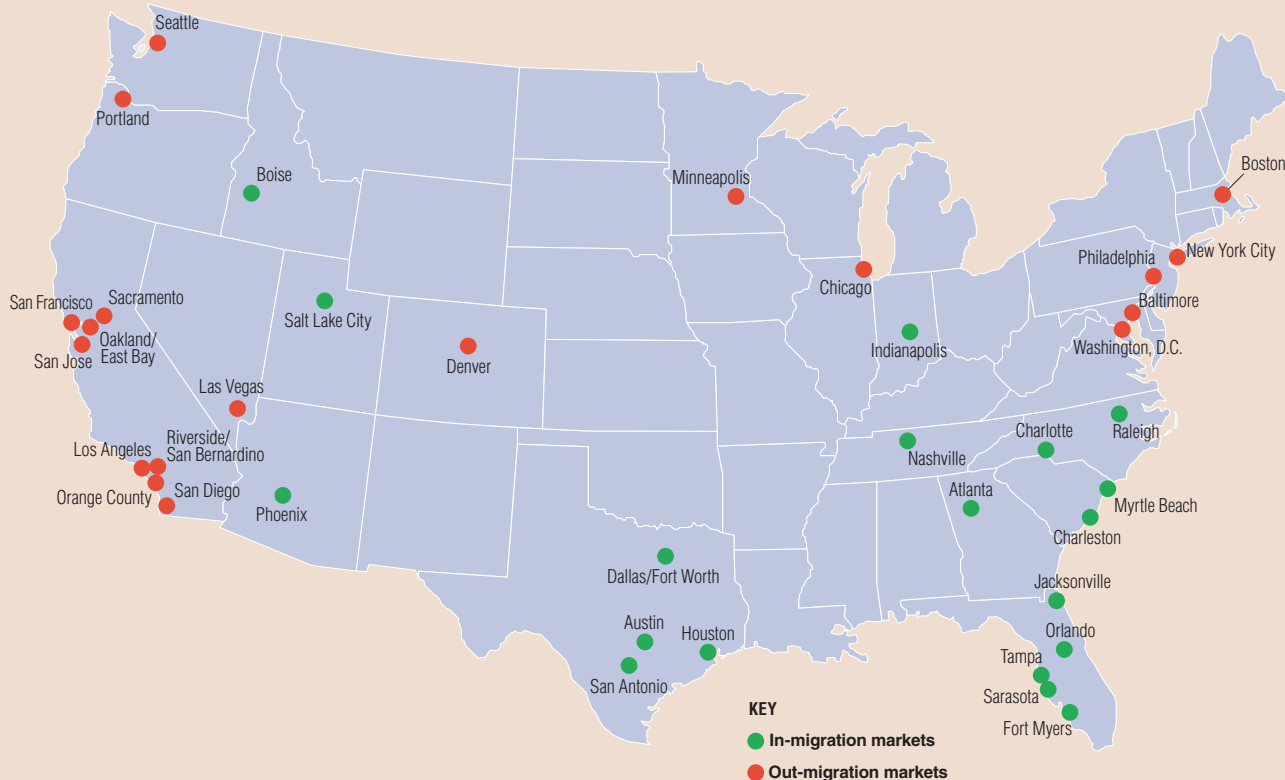 Seattle
Portland
Boise
Minneapolis
Boston
New York City
Philadelphia
Chicago
Baltimore
San Francisco
Sacramento
Salt Lake City
Oakland/
East Bay
San Jose
Indianapolis
Washington, D.C.
Denver
Las Vegas
Los Angeles
Riverside/
San Bernardino
Charlotte
Raleigh
Nashville
Orange County
San Diego
Phoenix
Atlanta
Myrtle Beach
Charleston
Dallas/Fort Worth
Jacksonville
Austin
Houston
Orlando
Tampa
San Antonio
Sarasota
Fort Myers
KEY
In-migration markets
Out-migration markets